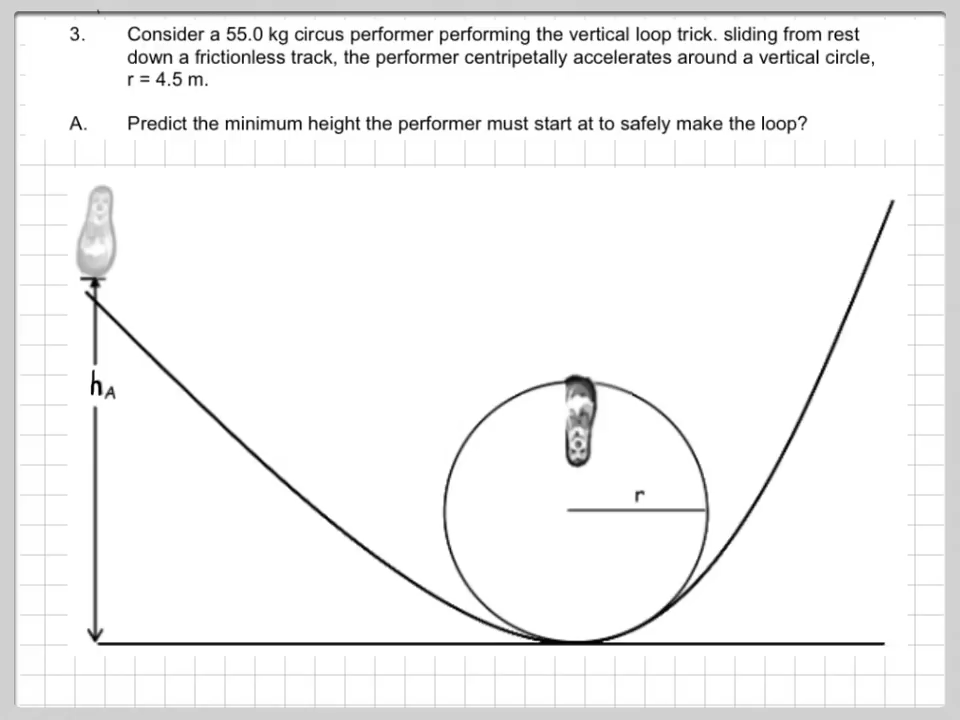 3. Consider a 55.0 kg circus performer performing the vertical loop trick. sliding from rest
down a frictionless track, the performer centripetally accelerates around a vertical circle,
r = 4.5 m.
A. Predict the minimum height the performer must start at to safely make the loop?
hA
r